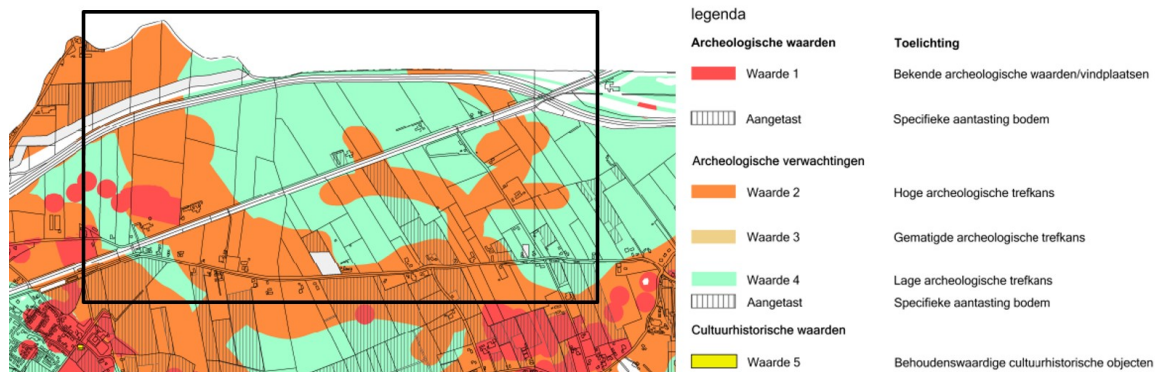 legenda
Archeologische waarden Toelichting
Waarde 1 Bekende archeologische waarden/vindplaatsen
Aangetast Specifieke aantasting bodem
Archeologische verwachtingen
Waarde 2 Hoge archeologische trefkans
Waarde 3 Gematigde archeologische trefkans
Waarde 4 Lage archeologische trefkans
Aangetast Specifieke aantasting bodem
Cultuurhistorische waarden
Waarde 5 Behoudenswaardige cultuurhistorische objecten